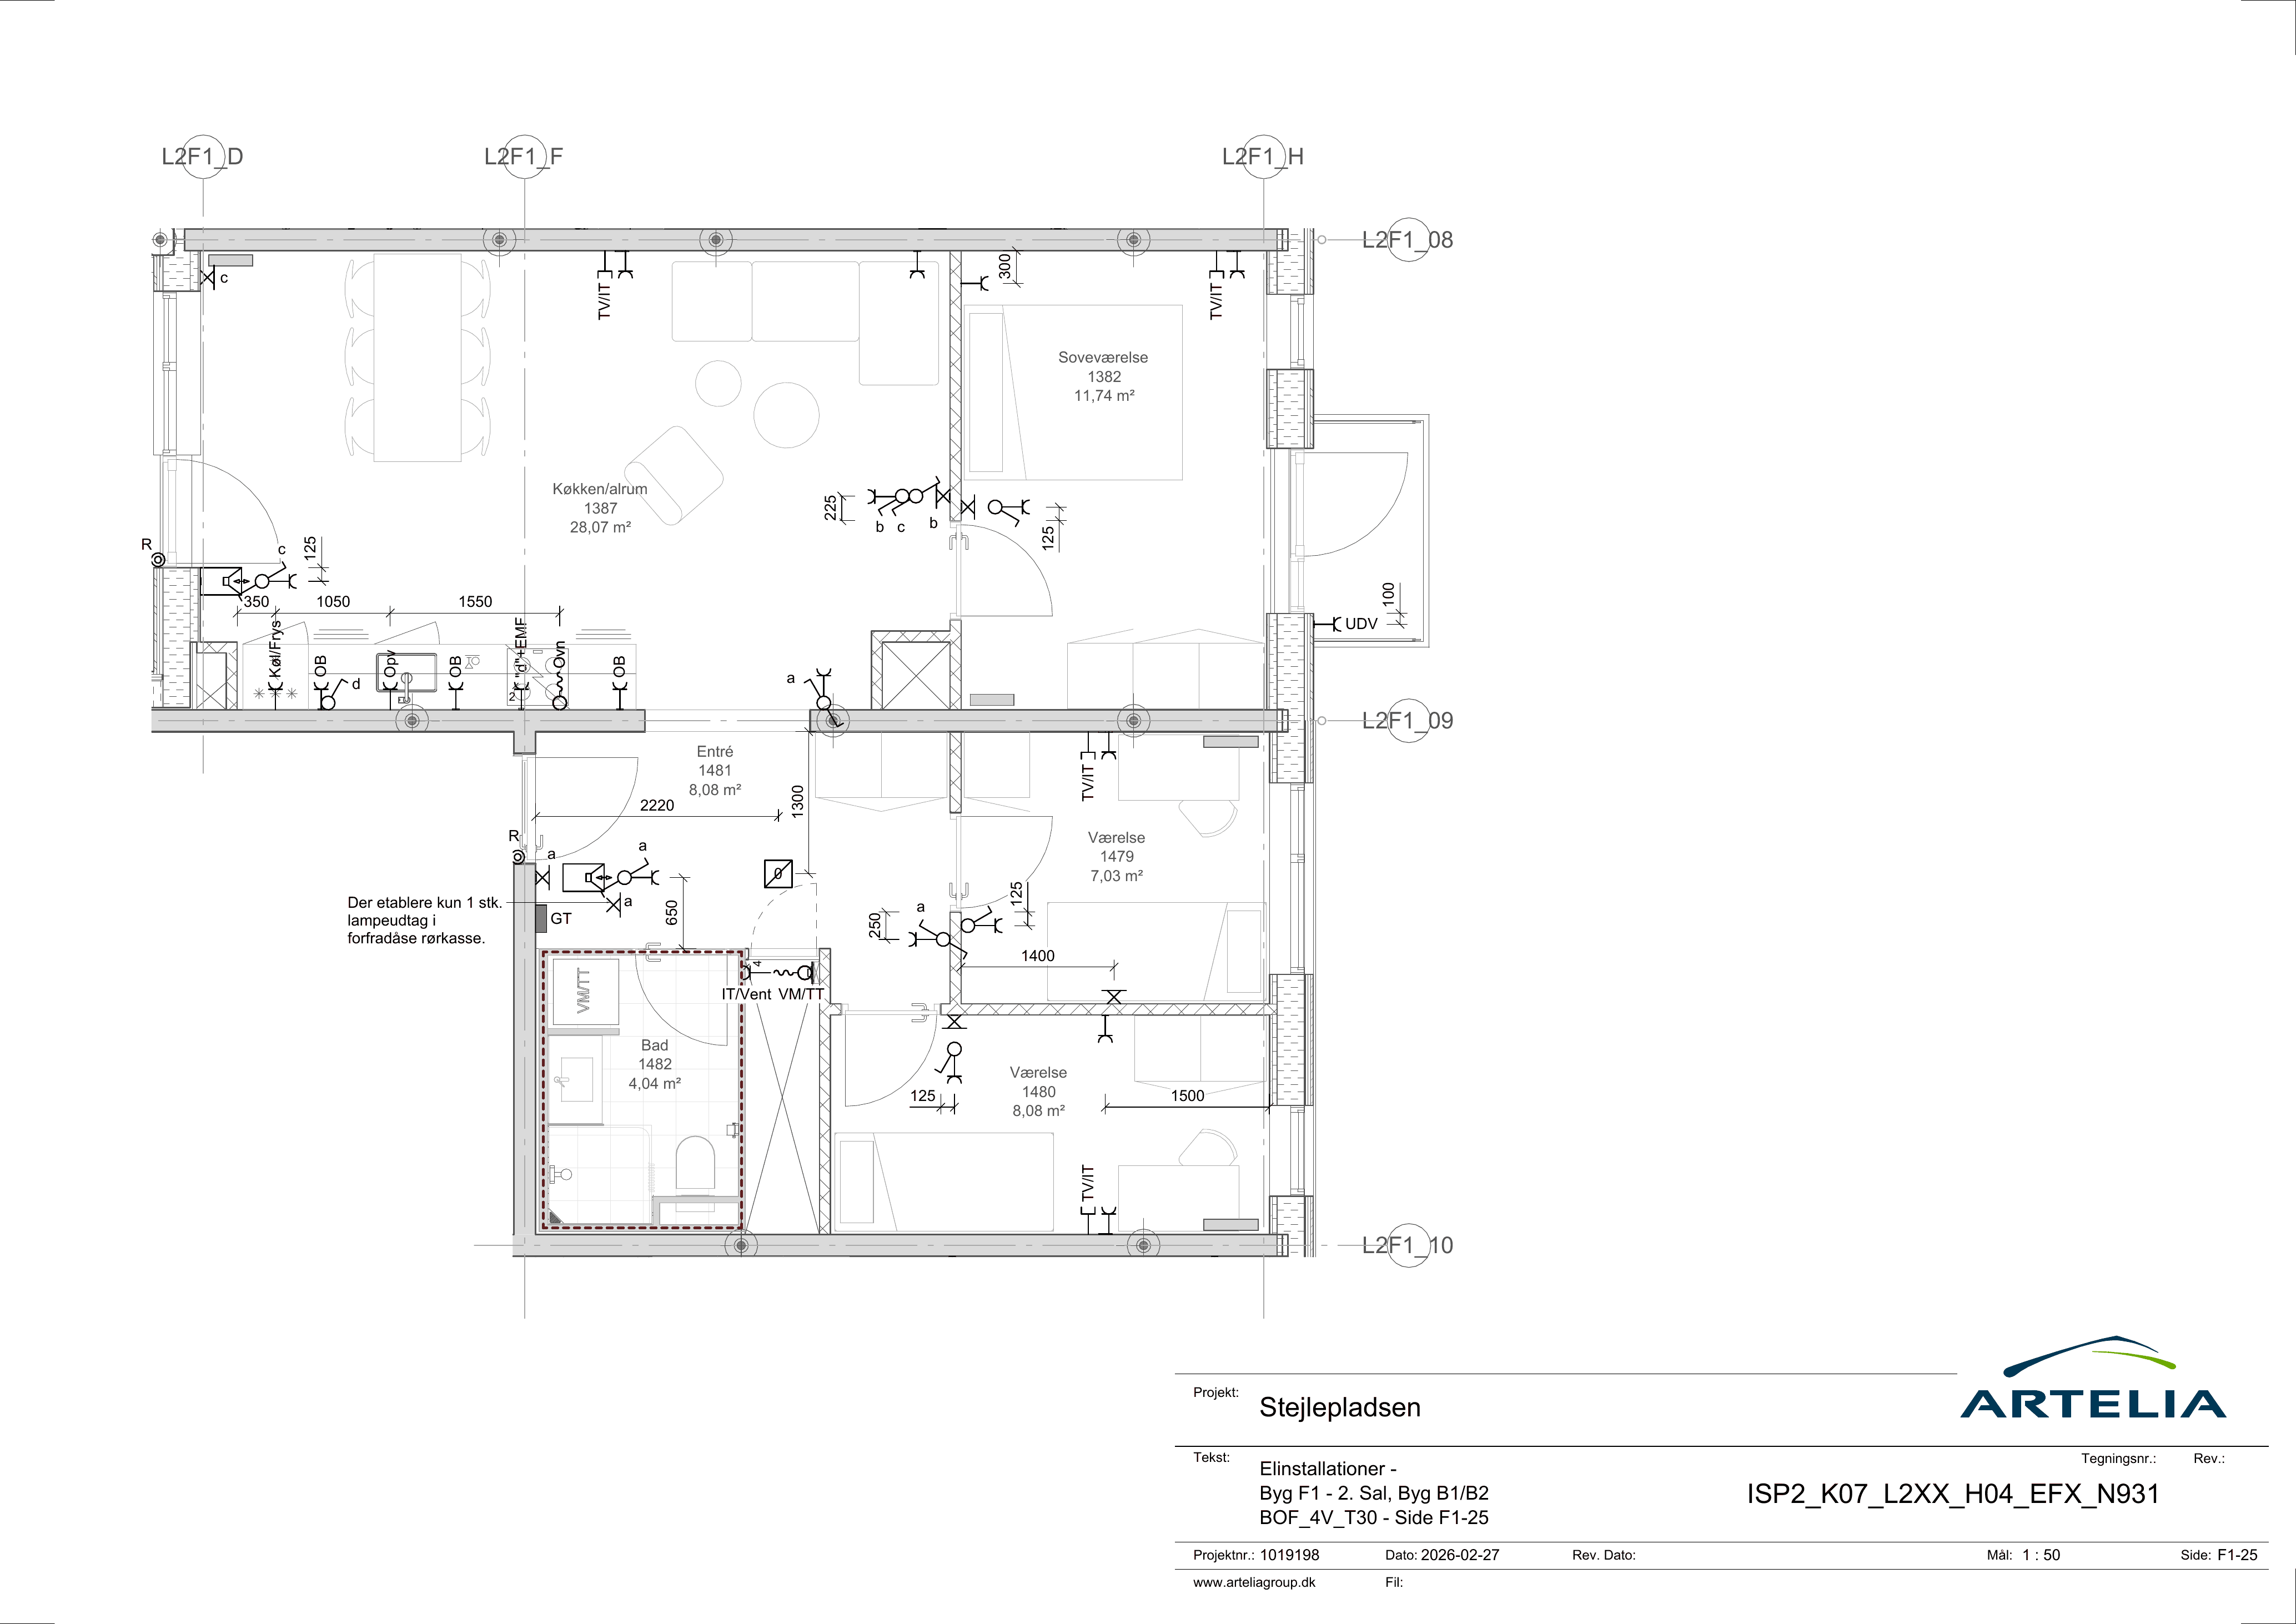 L2F1_D
L2F1_F
L2F1_H
L2F1_08
c
TV/IT
300
TV/IT
Soveværelse
1382
11,74 m²
Køkken/alrum
1387
28,07 m²
225
b
c
b
125
R
c
125
350
1050
1550
100
UDV
Køl/Frys
OB
d
Opv
OB
2
"d"+EMF
Ovn
OB
a
L2F1_09
Entré
1481
8,08 m²
2220
1300
TV/IT
Værelse
1479
7,03 m²
R
a
a
0
Der etablere kun 1 stk.
lampeudtag i
forfradåse rørkasse.
a
GT
650
a
250
125
1400
4
IT/Vent
VM/TT
VM/TT
Bad
1482
4,04 m²
Værelse
1480
8,08 m²
125
1500
TV/IT
L2F1_10
ARTELIA
Projekt:
Stejlepladsen
Tekst:
Elinstallationer -
Byg F1 - 2. Sal, Byg B1/B2
BOF_4V_T30 - Side F1-25
Tegningsnr.:
Rev.:
ISP2_K07_L2XX_H04_EFX_N931
Projektnr.: 1019198
Dato: 2026-02-27
Rev. Dato:
Mål: 1 : 50
Side: F1-25
www.arteliagroup.dk
Fil: